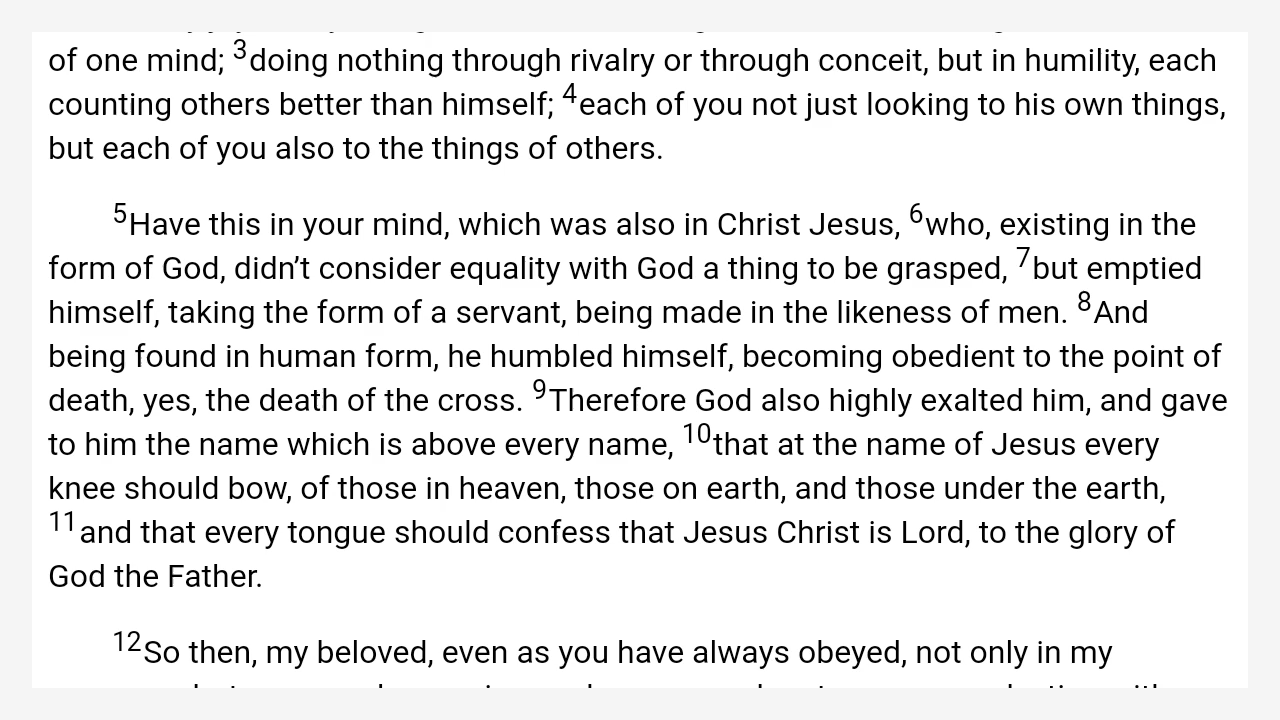 of one mind; 3doing nothing through rivalry or through conceit, but in humility, each
counting others better than himself; 4each of you not just looking to his own things,
but each of you also to the things of others.
5Have this in your mind, which was also in Christ Jesus, 6who, existing in the
form of God, didn’t consider equality with God a thing to be grasped, 7but emptied
himself, taking the form of a servant, being made in the likeness of men. 8And
being found in human form, he humbled himself, becoming obedient to the point of
death, yes, the death of the cross. 9Therefore God also highly exalted him, and gave
to him the name which is above every name, 10that at the name of Jesus every
knee should bow, of those in heaven, those on earth, and those under the earth,
11and that every tongue should confess that Jesus Christ is Lord, to the glory of
God the Father.
12So then, my beloved, even as you have always obeyed, not only in my